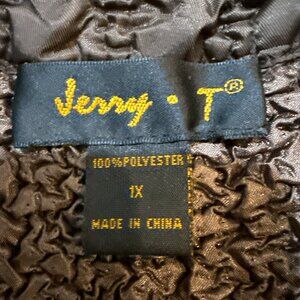 Jerry · T®
100% POLYESTER
1X
MADE IN CHINA